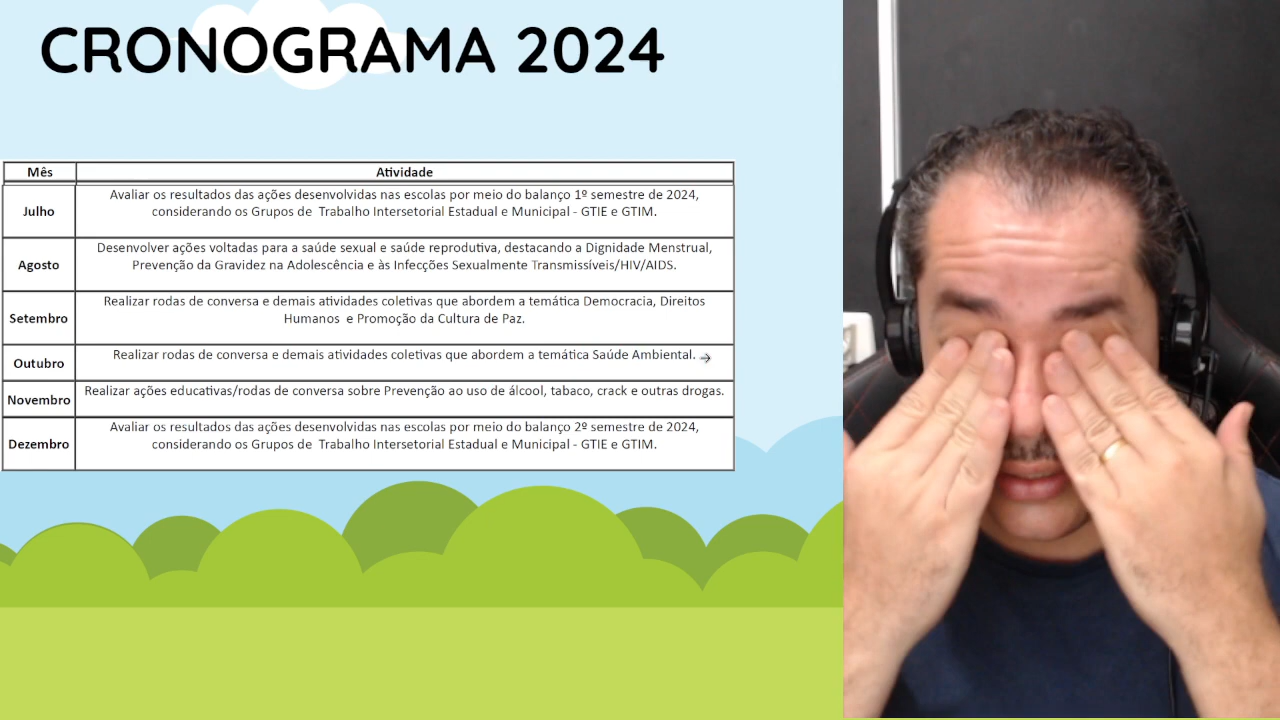 CRONOGRAMA 2024
Mês Atividade
Julho
Avaliar os resultados das ações desenvolvidas nas escolas por meio do balanço 1º semestre de 2024,
considerando os Grupos de Trabalho Intersetorial Estadual e Municipal - GTIE e GTIM.
Agosto
Desenvolver ações voltadas para a saúde sexual e saúde reprodutiva, destacando a Dignidade Menstrual,
Prevenção da Gravidez na Adolescência e às Infecções Sexualmente Transmissíveis/HIV/AIDS.
Setembro
Realizar rodas de conversa e demais atividades coletivas que abordem a temática Democracia, Direitos
Humanos e Promoção da Cultura de Paz.
Outubro
Realizar rodas de conversa e demais atividades coletivas que abordem a temática Saúde Ambiental.
Novembro
Realizar ações educativas/rodas de conversa sobre Prevenção ao uso de álcool, tabaco, crack e outras drogas.
Dezembro
Avaliar os resultados das ações desenvolvidas nas escolas por meio do balanço 2º semestre de 2024,
considerando os Grupos de Trabalho Intersetorial Estadual e Municipal - GTIE e GTIM.